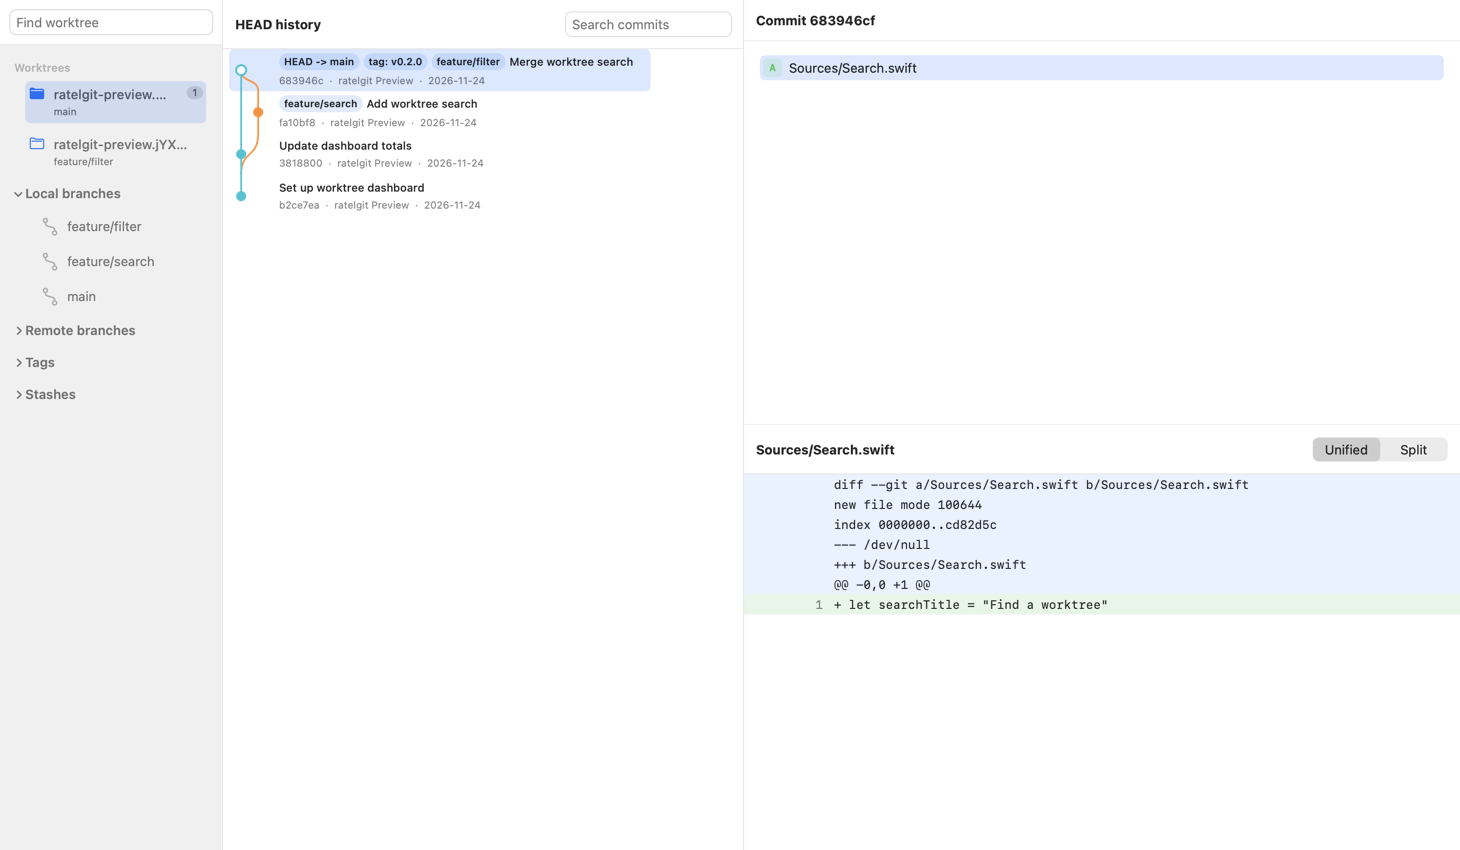 Find worktree
Worktrees
ratelgit-preview.... 1
main
ratelgit-preview.jYX...
feature/filter
Local branches
feature/filter
feature/search
main
Remote branches
Tags
Stashes
HEAD history
Search commits
HEAD -> main tag: v0.2.0 feature/filter Merge worktree search
683946c · ratelgit Preview · 2026-11-24
feature/search Add worktree search
fa10bf8 · ratelgit Preview · 2026-11-24
Update dashboard totals
3818800 · ratelgit Preview · 2026-11-24
Set up worktree dashboard
b2ce7ea · ratelgit Preview · 2026-11-24
Commit 683946cf
A Sources/Search.swift
Sources/Search.swift
Unified Split
diff --git a/Sources/Search.swift b/Sources/Search.swift
new file mode 100644
index 0000000..cd82d5c
--- /dev/null
+++ b/Sources/Search.swift
@@ -0,0 +1 @@
1 + let searchTitle = "Find a worktree"